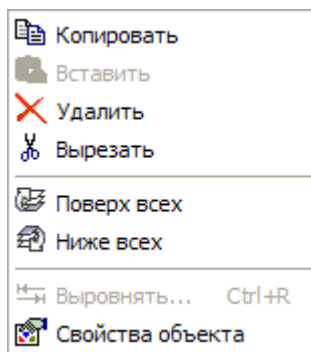 Копировать
Вставить
Удалить
Вырезать
Поверх всех
Ниже всех
Выровнять... Ctrl+R
Свойства объекта